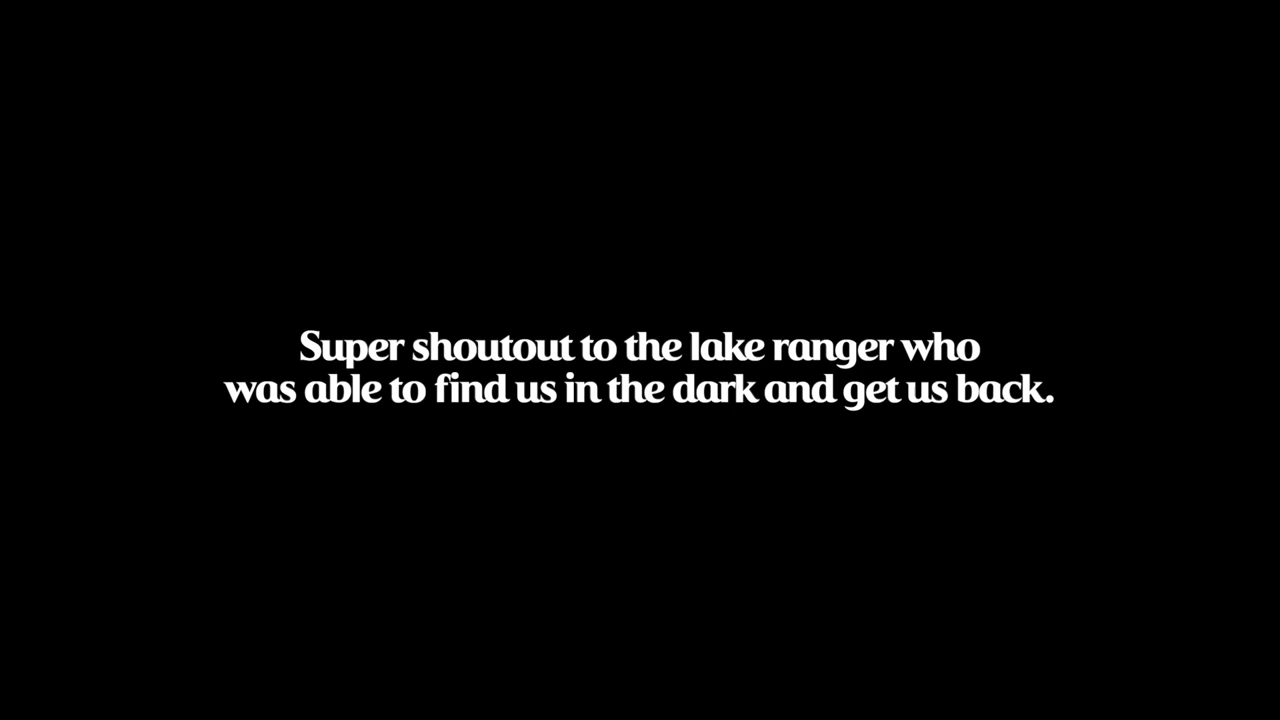 Super shoutout to the lake ranger who
was able to find us in the dark and get us back.